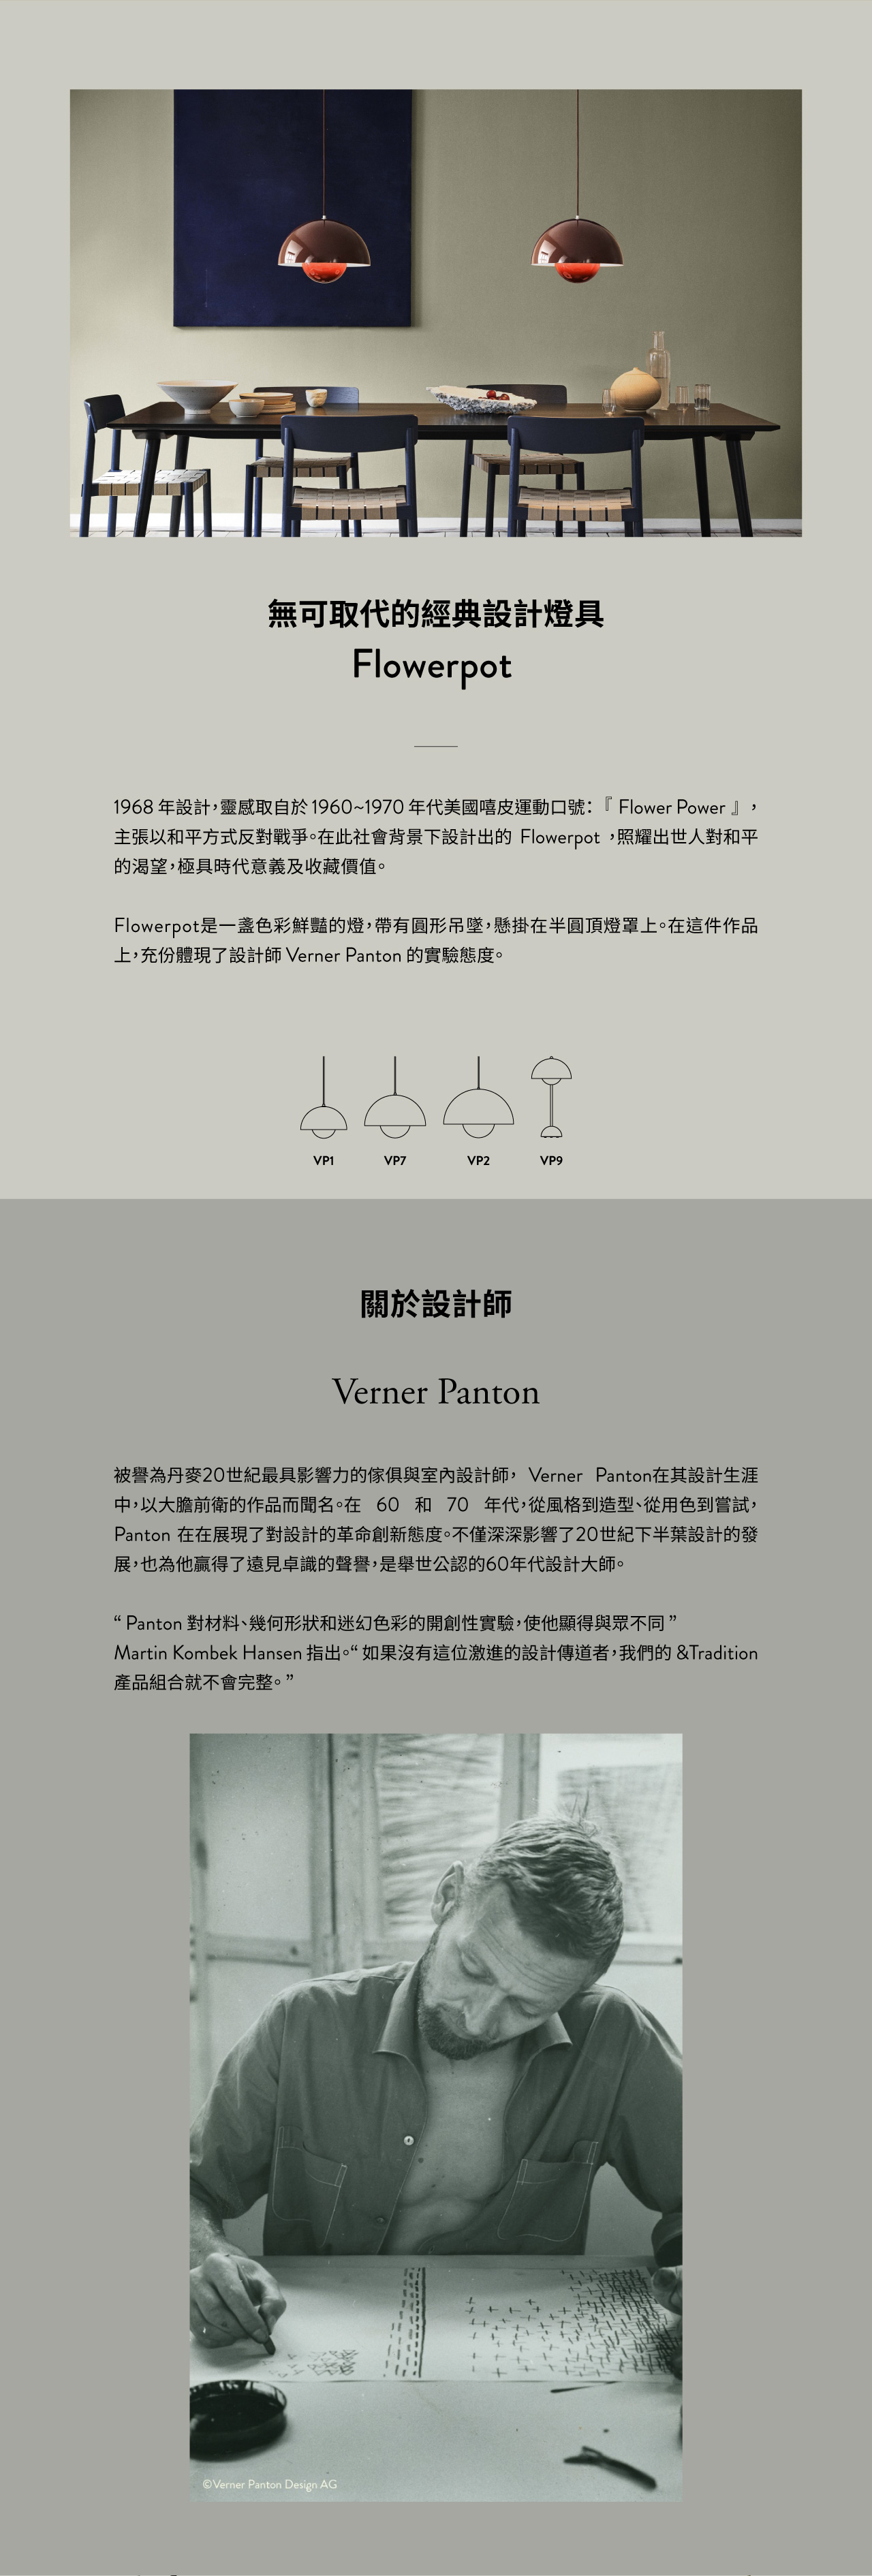 無可取代的經典設計燈具
Flowerpot
1968 年設計，靈感取自於 1960~1970 年代美國嘻皮運動口號：『 Flower Power 』，
主張以和平方式反對戰爭。在此社會背景下設計出的 Flowerpot ，照耀出世人對和平
的渴望，極具時代意義及收藏價值。
Flowerpot是一盞色彩鮮豔的燈，帶有圓形吊墜，懸掛在半圓頂燈罩上。在這件作品
上，充份體現了設計師 Verner Panton 的實驗態度。
VP1 VP7 VP2 VP9
關於設計師
Verner Panton
被譽為丹麥20世紀最具影響力的傢俱與室內設計師， Verner Panton在其設計生涯
中，以大膽前衛的作品而聞名。在 60 和 70 年代，從風格到造型、從用色到嘗試，
Panton 在在展現了對設計的革命創新態度。不僅深深影響了20世紀下半葉設計的發
展，也為他贏得了遠見卓識的聲譽，是舉世公認的60年代設計大師。
“ Panton 對材料、幾何形狀和迷幻色彩的開創性實驗，使他顯得與眾不同 ”
Martin Kombek Hansen 指出。“ 如果沒有這位激進的設計傳道者，我們的 &Tradition
產品組合就不會完整。”
©Verner Panton Design AG